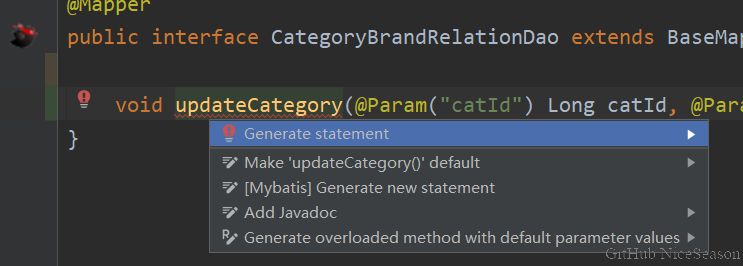 @Mapper
public interface CategoryBrandRelationDao extends BaseMap
void updateCategory(@Param("catId") Long catId, @Para
}
Generate statement
Make 'updateCategory()' default
[Mybatis] Generate new statement
Add Javadoc
Generate overloaded method with default parameter values
GitHub NiceSeason